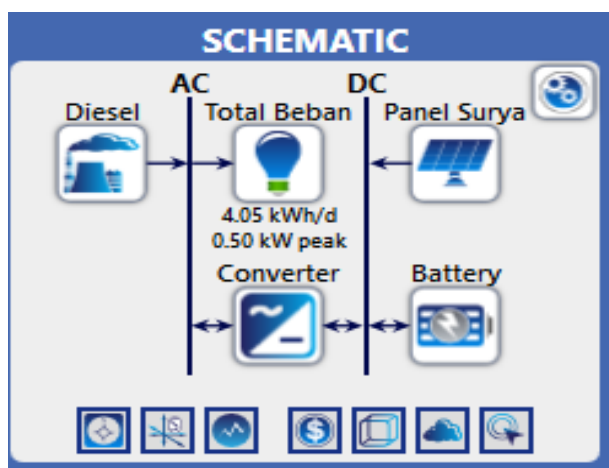 SCHEMATIC
AC DC
Diesel Total Beban Panel Surya
4.05 kWh/d
0.50 kW peak
Converter Battery